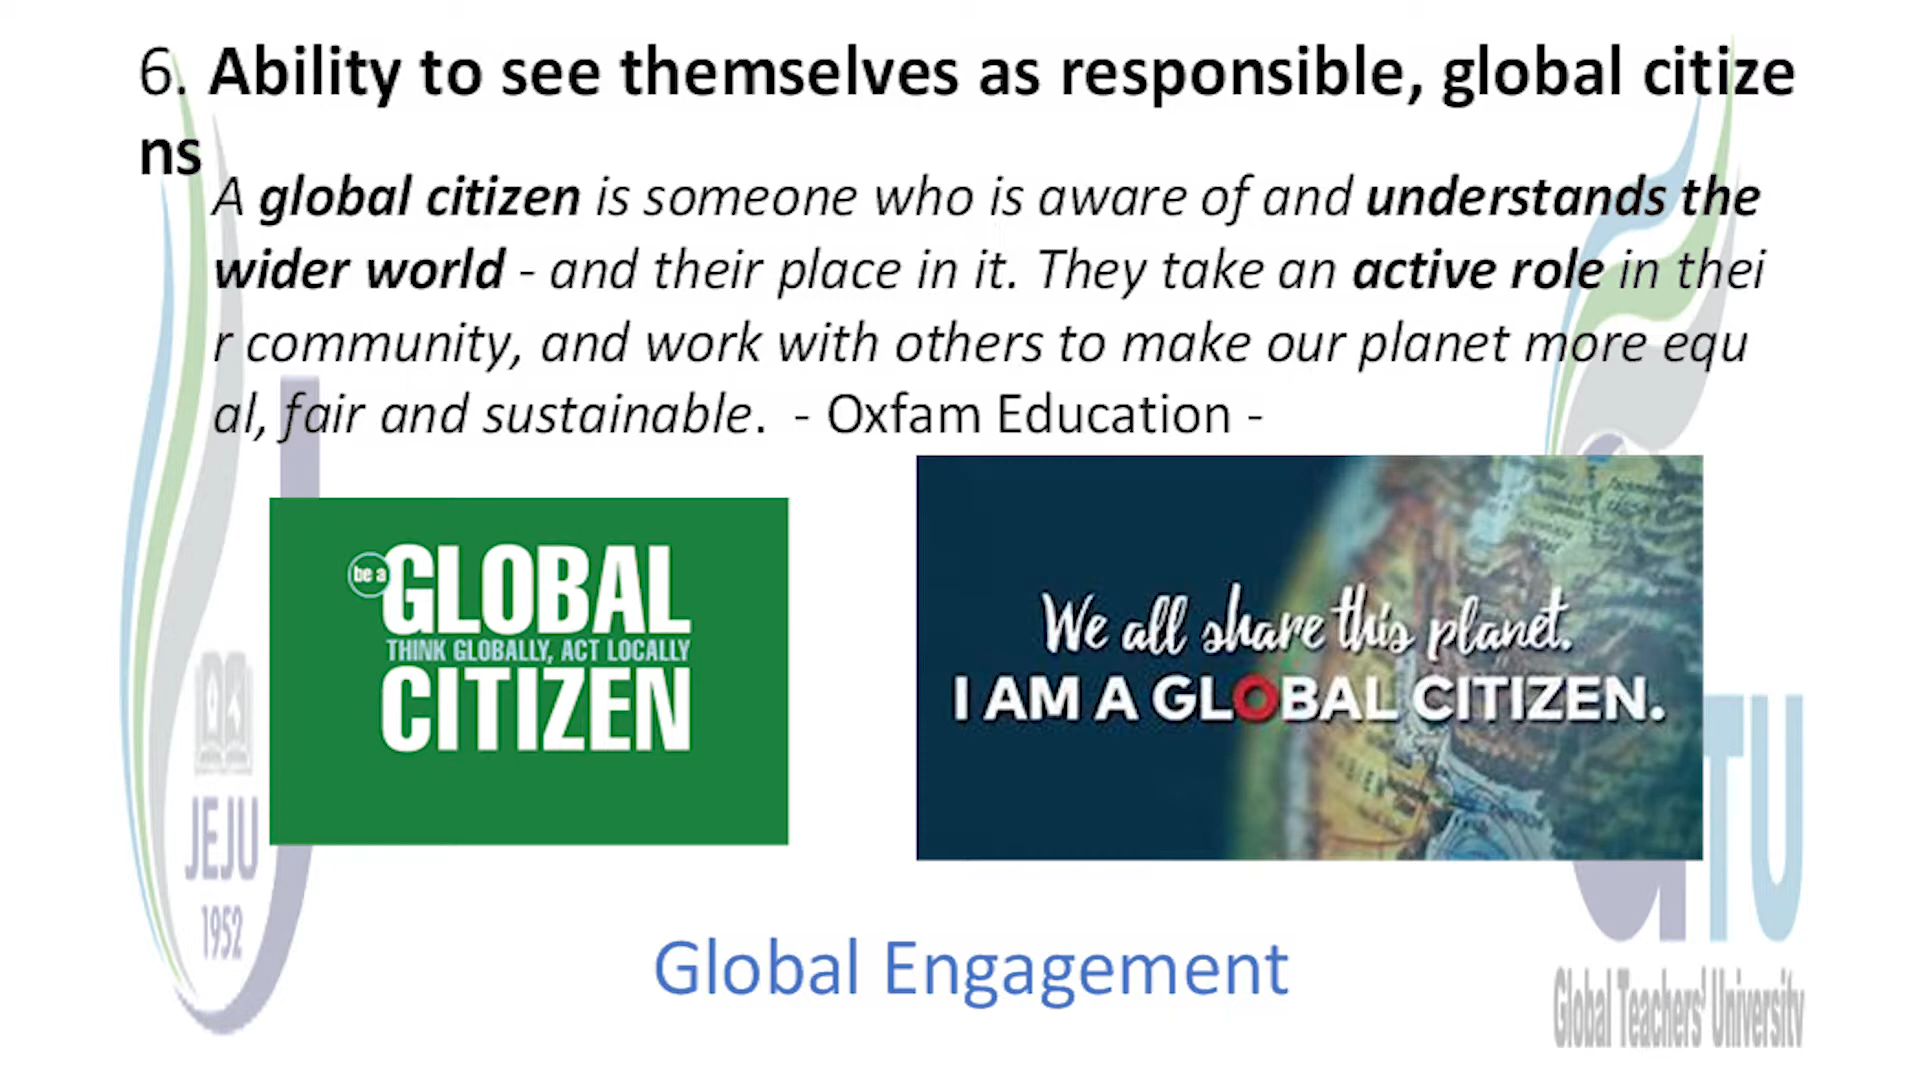 6. Ability to see themselves as responsible, global citize
ns
A global citizen is someone who is aware of and understands the
wider world - and their place in it. They take an active role in thei
r community, and work with others to make our planet more equ
al, fair and sustainable. - Oxfam Education -
be a
GLOBAL
THINK GLOBALLY, ACT LOCALLY
CITIZEN
We all share this planet.
I AM A GLOBAL CITIZEN.
JEJU
1952
GTU
Global Teachers' University
Global Engagement